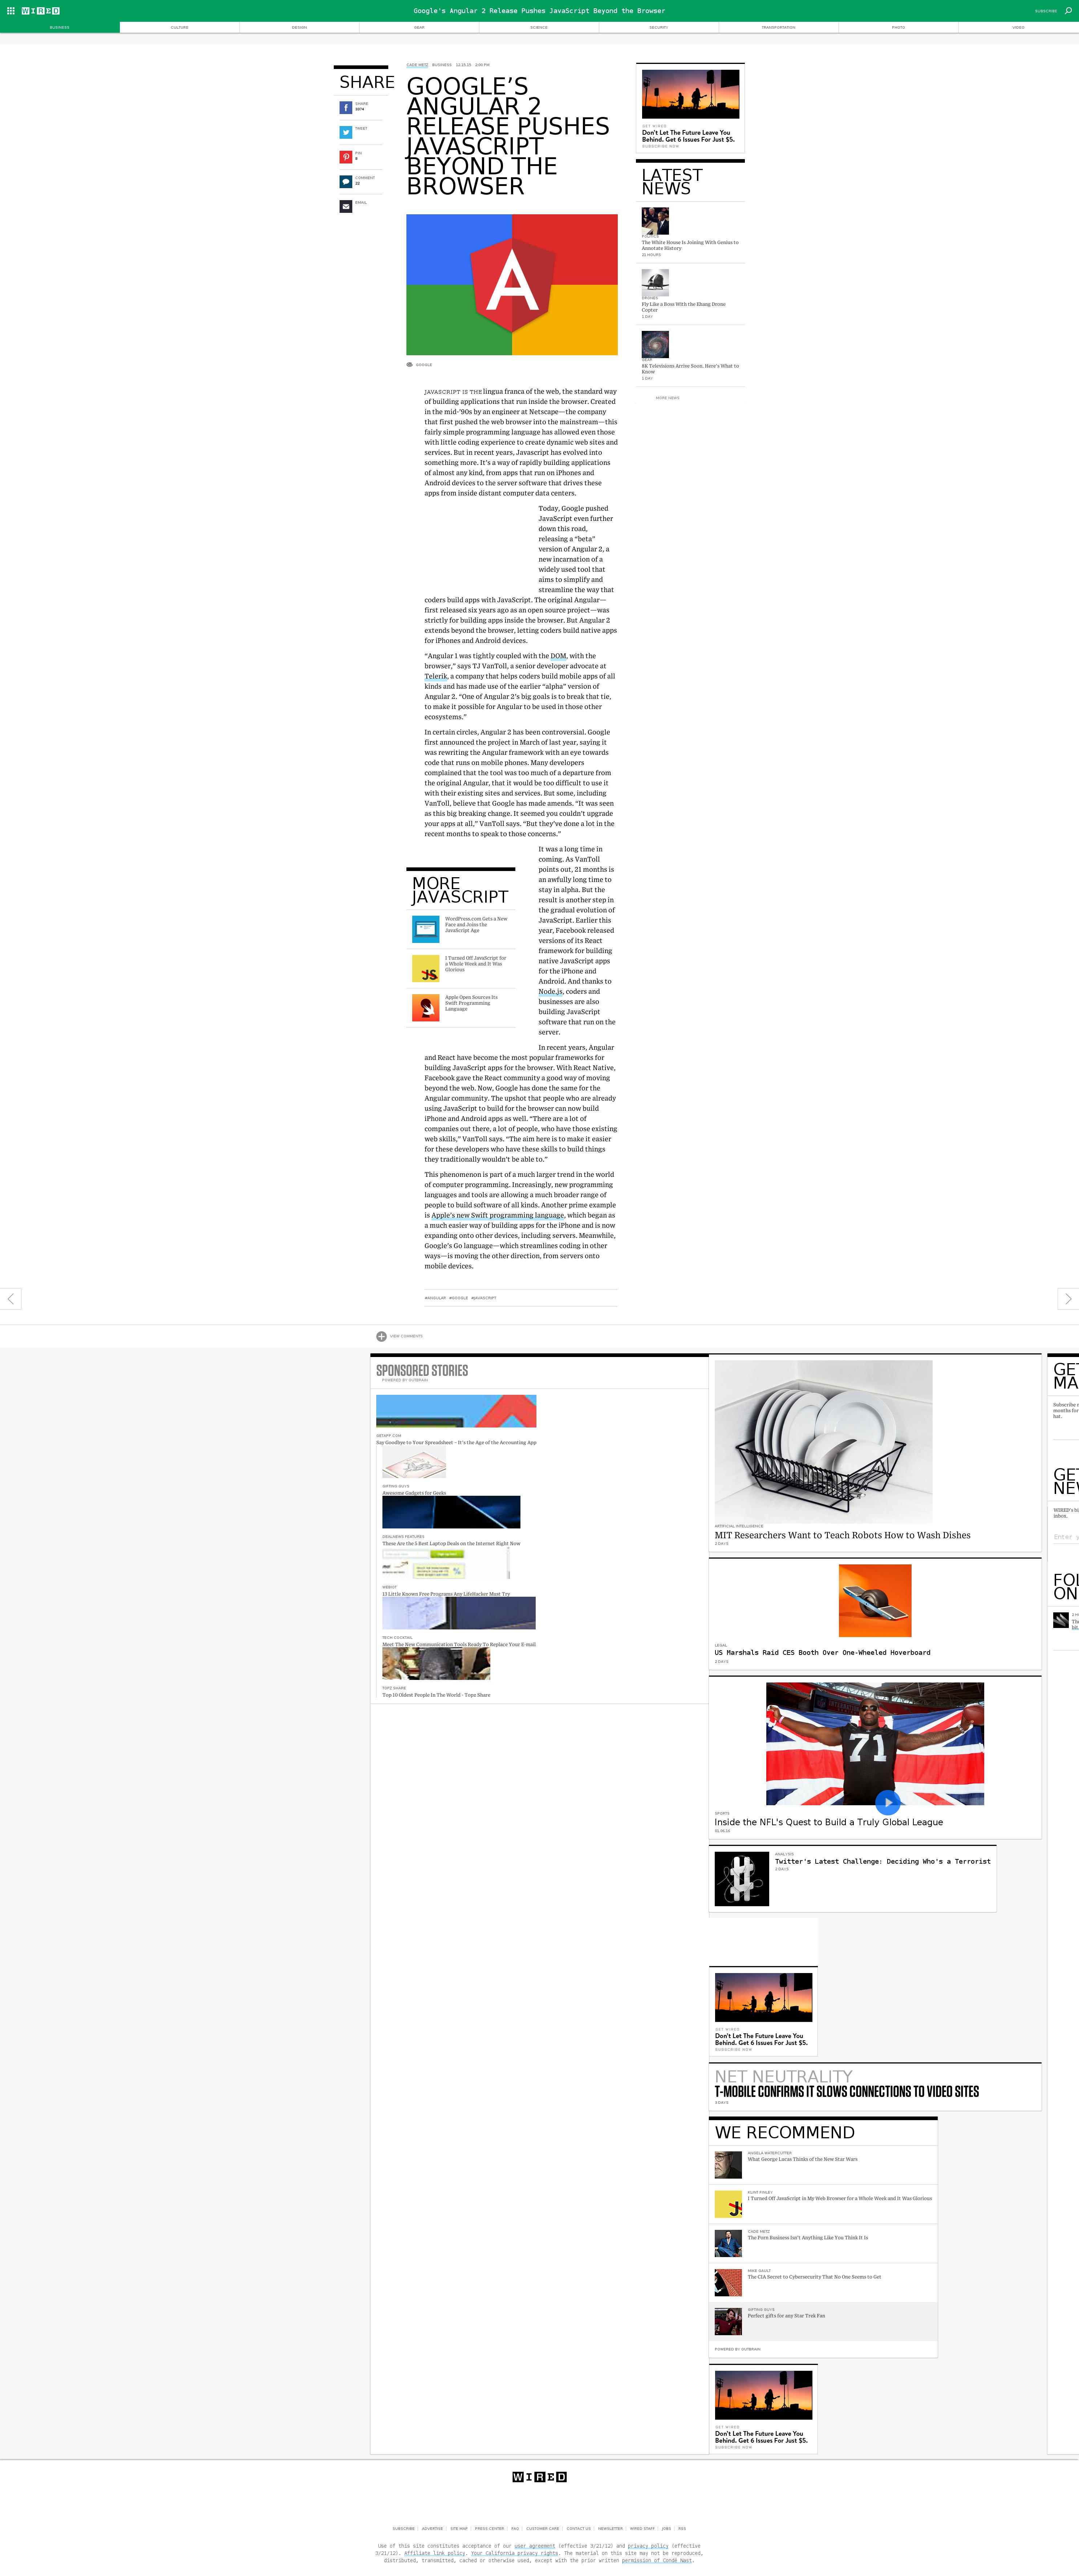 WIRED
Google's Angular 2 Release Pushes JavaScript Beyond the Browser
SUBSCRIBE
BUSINESS
CULTURE
DESIGN
GEAR
SCIENCE
SECURITY
TRANSPORTATION
PHOTO
VIDEO
SHARE
SHARE
TWEET
PIN
COMMENT
22
EMAIL
CADE METZ BUSINESS 12.15.15 2:00 PM
GOOGLE'S
ANGULAR 2
RELEASE PUSHES
JAVASCRIPT
BEYOND THE
BROWSER
A
GOOGLE
JAVASCRIPT IS THE lingua franca of the web, the standard way
of building applications that run inside the browser. Created
in the mid-'90s by an engineer at Netscape—the company
that first pushed the web browser into the mainstream—this
fairly simple programming language has allowed even those
with little coding experience to create dynamic web sites and
services. But in recent years, Javascript has evolved into
something more. It's a way of rapidly building applications
of almost any kind, from apps that run on iPhones and
Android devices to the server software that drives these
apps from inside distant computer data centers.
Today, Google pushed
JavaScript even further
down this road,
releasing a “beta”
version of Angular 2, a
new incarnation of a
widely used tool that
aims to simplify and
streamline the way that
coders build apps with JavaScript. The original Angular—
first released six years ago as an open source project—was
strictly for building apps inside the browser. But Angular 2
extends beyond the browser, letting coders build native apps
for iPhones and Android devices.
“Angular 1 was tightly coupled with the DOM, with the
browser,” says TJ VanToll, a senior developer advocate at
Telerik, a company that helps coders build mobile apps of all
kinds and has made use of the earlier “alpha” version of
Angular 2. “One of Angular 2's big goals is to break that tie,
to make it possible for Angular to be used in those other
ecosystems.”
In certain circles, Angular 2 has been controversial. Google
first announced the project in March of last year, saying it
was rewriting the Angular framework with an eye towards
code that runs on mobile phones. Many developers
complained that the tool was too much of a departure from
the original Angular, that it would be too difficult to use it
with their existing sites and services. But some, including
VanToll, believe that Google has made amends. “It was seen
as this big breaking change. It seemed you couldn't upgrade
your apps at all,” VanToll says. “But they've done a lot in the
recent months to speak to those concerns.”
It was a long time in
coming. As VanToll
points out, 21 months is
an awfully long time to
stay in alpha. But the
result is another step in
the gradual evolution of
JavaScript. Earlier this
year, Facebook released
versions of its React
framework for building
native JavaScript apps
for the iPhone and
Android. And thanks to
Node.js, coders and
businesses are also
building JavaScript
software that run on the
server.
MORE
JAVASCRIPT
WordPress.com Gets a New
Face and Joins the
JavaScript Age
JS
I Turned Off JavaScript for
a Whole Week and It Was
Glorious
Apple Open Sources Its
Swift Programming
Language
In recent years, Angular
and React have become the most popular frameworks for
building JavaScript apps for the browser. With React Native,
Facebook gave the React community a good way of moving
beyond the web. Now, Google has done the same for the
Angular community. The upshot that people who are already
using JavaScript to build for the browser can now build
iPhone and Android apps as well. “There are a lot of
companies out there, a lot of people, who have those existing
web skills,” VanToll says. “The aim here is to make it easier
for these developers who have these skills to build things
they traditionally wouldn't be able to.”
This phenomenon is part of a much larger trend in the world
of computer programming. Increasingly, new programming
languages and tools are allowing a much broader range of
people to build software of all kinds. Another prime example
is Apple's new Swift programming language, which began as
a much easier way of building apps for the iPhone and is now
expanding onto other devices, including servers. Meanwhile,
Google's Go language—which streamlines coding in other
ways—is moving the other direction, from servers onto
mobile devices.
#ANGULAR #GOOGLE #JAVASCRIPT
GET WIRED
Don't Let The Future Leave You
Behind. Get 6 Issues For Just $5.
SUBSCRIBE NOW
LATEST
NEWS
The White House Is Joining With Genius to
Annotate History
21 HOURS
DRONES
Fly Like a Boss With the Ehang Drone
Copter
1 DAY
GEAR
8K Televisions Arrive Soon. Here's What to
Know
1 DAY
MORE NEWS
VIEW COMMENTS
SPONSORED STORIES
POWERED BY OUTBRAIN
GETAPP.COM
Say Goodbye to Your Spreadsheet – It's the Age of the Accounting App
GIFTING GUYS
Awesome Gadgets for Geeks
DEALNEWS FEATURES
These Are the 5 Best Laptop Deals on the Internet Right Now
WEBDIT
13 Little Known Free Programs Any LifeHacker Must Try
TECH COCKTAIL
Meet The New Communication Tools Ready To Replace Your E-mail
TOPZ SHARE
Top 10 Oldest People In The World - Topz Share
ARTIFICIAL INTELLIGENCE
MIT Researchers Want to Teach Robots How to Wash Dishes
2 DAYS
LEGAL
US Marshals Raid CES Booth Over One-Wheeled Hoverboard
2 DAYS
71
SPORTS
Inside the NFL's Quest to Build a Truly Global League
ANALYSIS
Twitter's Latest Challenge: Deciding Who's a Terrorist
2 DAYS
GET WIRED
Don't Let The Future Leave You
Behind. Get 6 Issues For Just $5.
SUBSCRIBE NOW
NET NEUTRALITY
T-MOBILE CONFIRMS IT SLOWS CONNECTIONS TO VIDEO SITES
WE RECOMMEND
ANGELA WATERCUTTER
What George Lucas Thinks of the New Star Wars
KLINT FINLEY
I Turned Off JavaScript in My Web Browser for a Whole Week and It Was Glorious
CADE METZ
The Porn Business Isn't Anything Like You Think It Is
MIKE GAULT
The CIA Secret to Cybersecurity That No One Seems to Get
GIFTING GUYS
Perfect gifts for any Star Trek Fan
POWERED BY OUTBRAIN
GET WIRED
Don't Let The Future Leave You
Behind. Get 6 Issues For Just $5.
SUBSCRIBE NOW
GE
MA
Subscribe
months for
hat.
GE
NE
inbox.
Enter y
FO
ON
WIRED
SUBSCRIBE | ADVERTISE | SITE MAP | PRESS CENTER | FAQ | CUSTOMER CARE | CONTACT US | NEWSLETTER | WIRED STAFF | JOBS | RSS
Use of this site constitutes acceptance of our user agreement (effective 3/21/12) and privacy policy (effective
3/21/12). Affiliate link policy. Your California privacy rights. The material on this site may not be reproduced,
distributed, transmitted, cached or otherwise used, except with the prior written permission of Condé Nast.